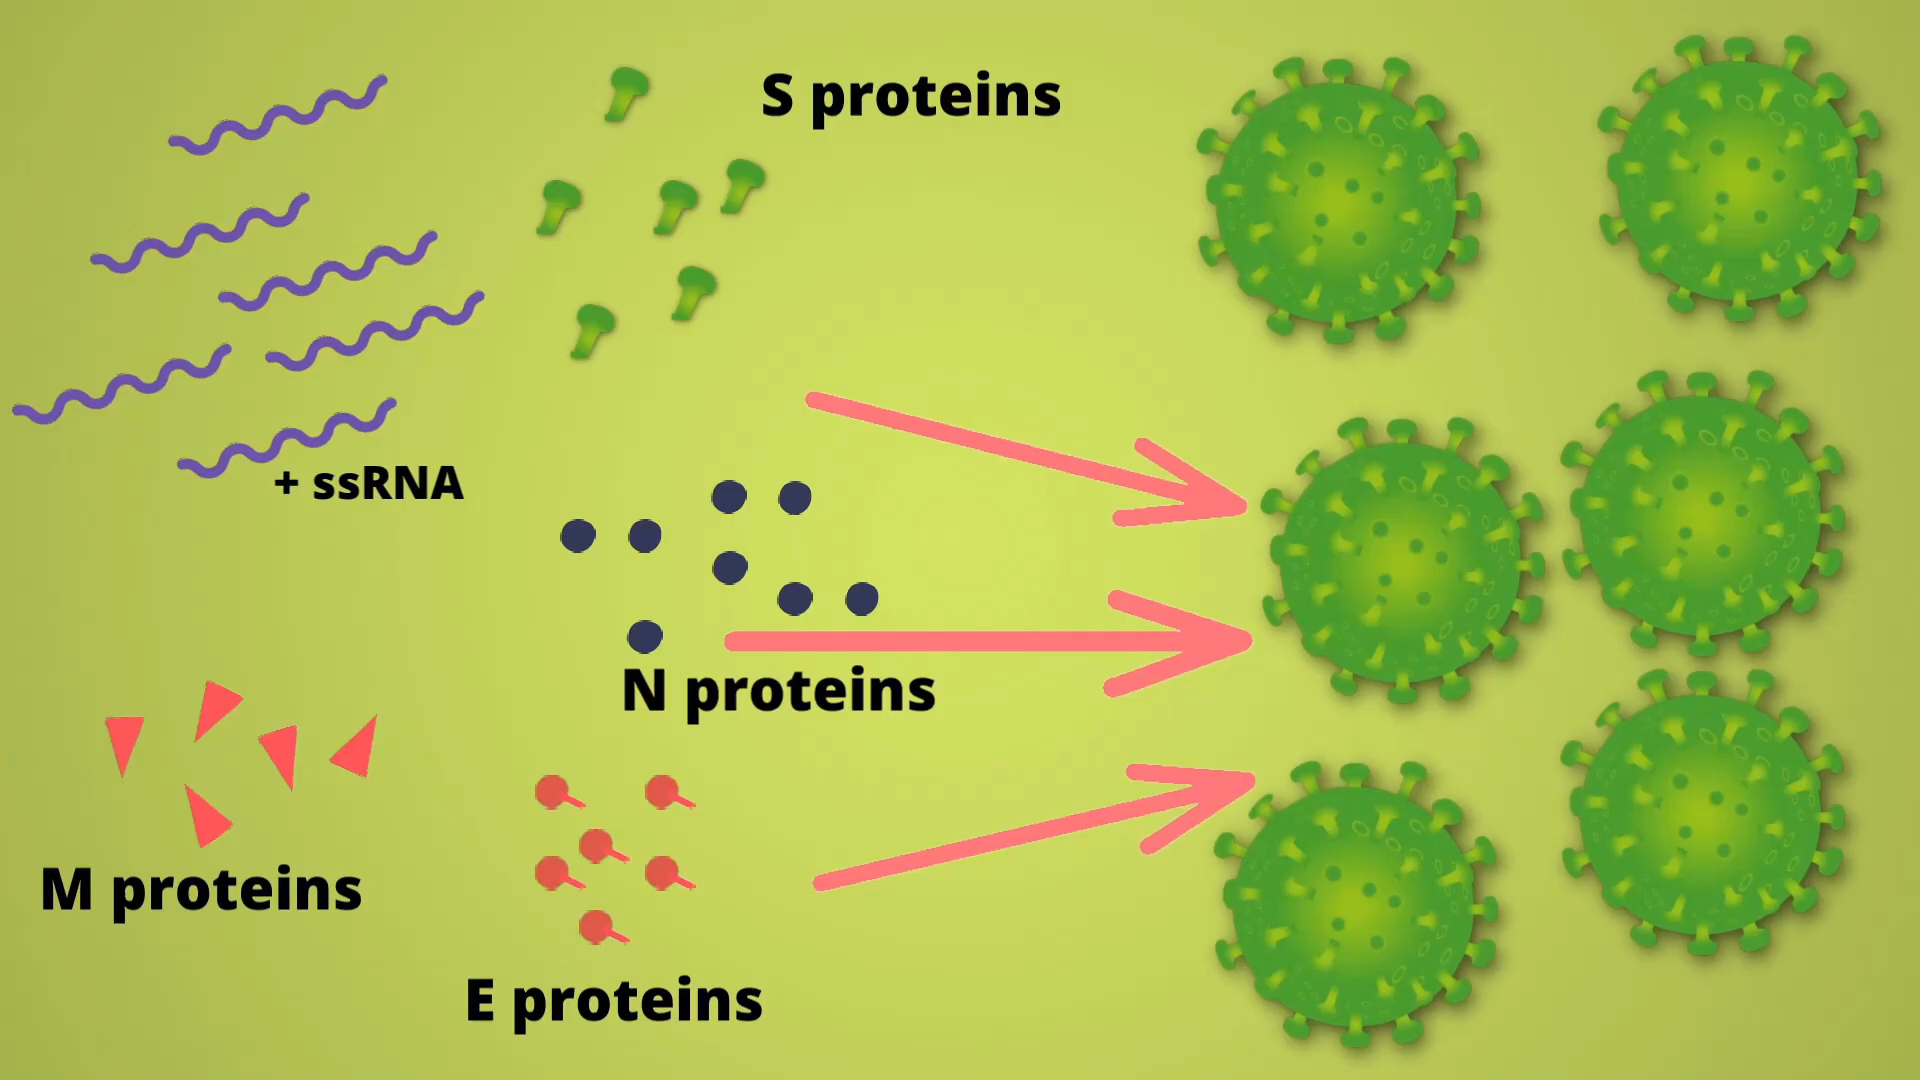 S proteins
+ ssRNA
N proteins
M proteins
E proteins